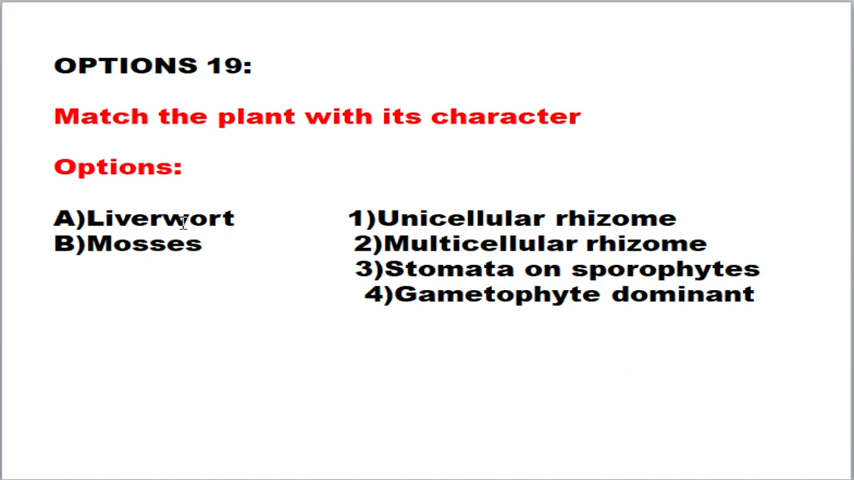 OPTIONS 19:
Match the plant with its character
Options:
A)Liverwort 1)Unicellular rhizome
B)Mosses 2)Multicellular rhizome
3)Stomata on sporophytes
4)Gametophyte dominant